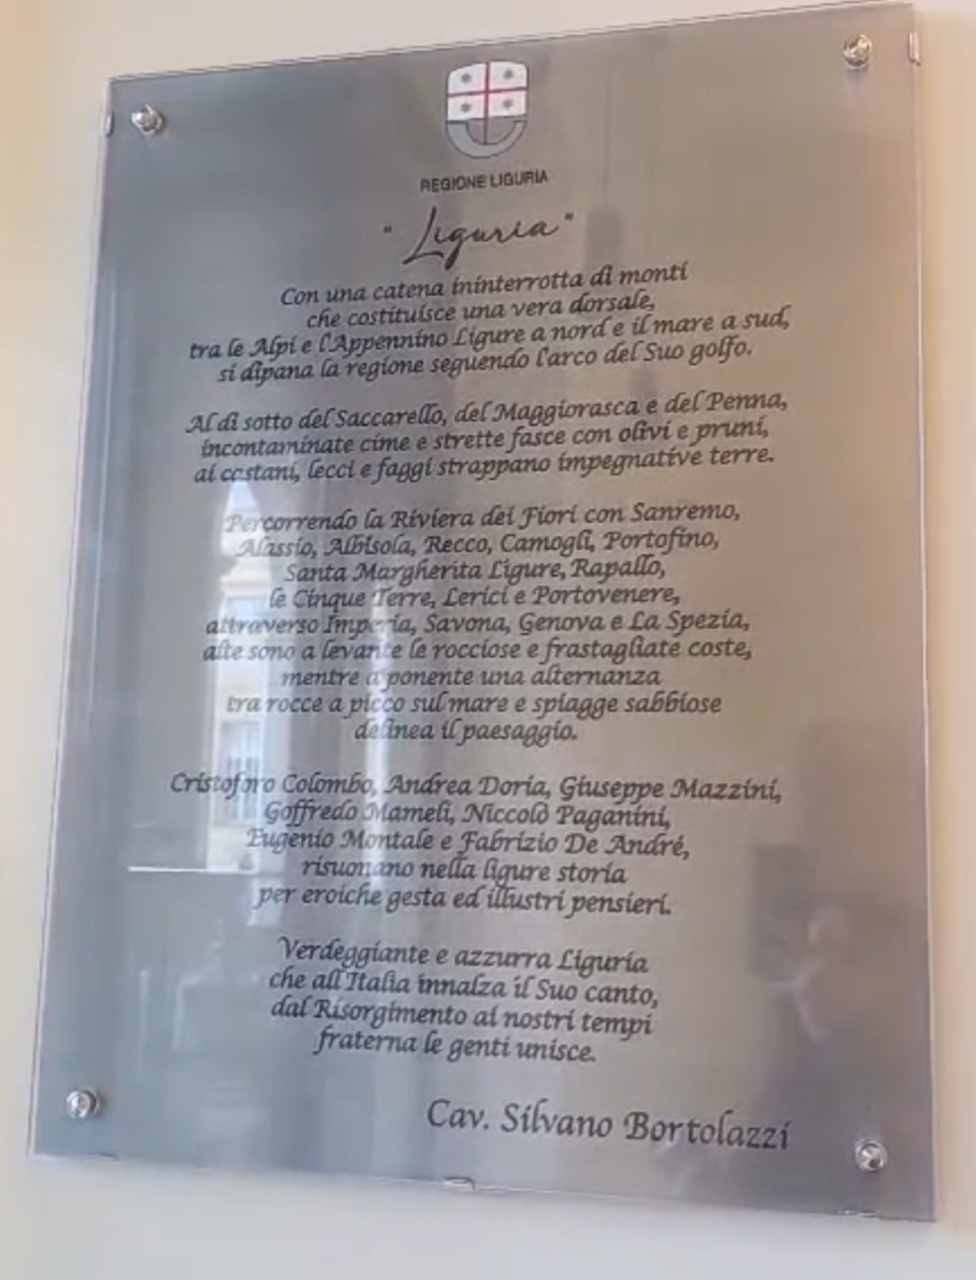 REGIONE LIGURIA
"Liguria"
Con una catena ininterrotta di monti
che costituisce una vera dorsale,
tra le Alpi e l'Appennino Ligure a nord e il mare a sud,
si dipana la regione seguendo l'arco del Suo golfo.
Al di sotto del Saccarello, del Maggiorasca e del Penna,
incontaminate cime e strette fasce con olivi e pruni,
ai castani, lecci e faggi strappano impegnative terre.
Percorrendo la Riviera dei Fiori con Sanremo,
Alassio, Albisola, Recco, Camogli, Portofino,
Santa Margherita Ligure, Rapallo,
le Cinque Terre, Lerici e Portovenere,
attraverso Imperia, Savona, Genova e La Spezia,
alte sono a levante le rocciose e frastagliate coste,
mentre a ponente una alternanza
tra rocce a picco sul mare e spiagge sabbiose
delinea il paesaggio.
Cristoforo Colombo, Andrea Doria, Giuseppe Mazzini,
Goffredo Mameli, Niccolò Paganini,
Eugenio Montale e Fabrizio De André,
risuonano nella ligure storia
per eroiche gesta ed illustri pensieri.
Verdeggiante e azzurra Liguria
che all'Italia innalza il Suo canto,
dal Risorgimento ai nostri tempi
fraterna le genti unisce.
Cav. Silvano Bortolazzi